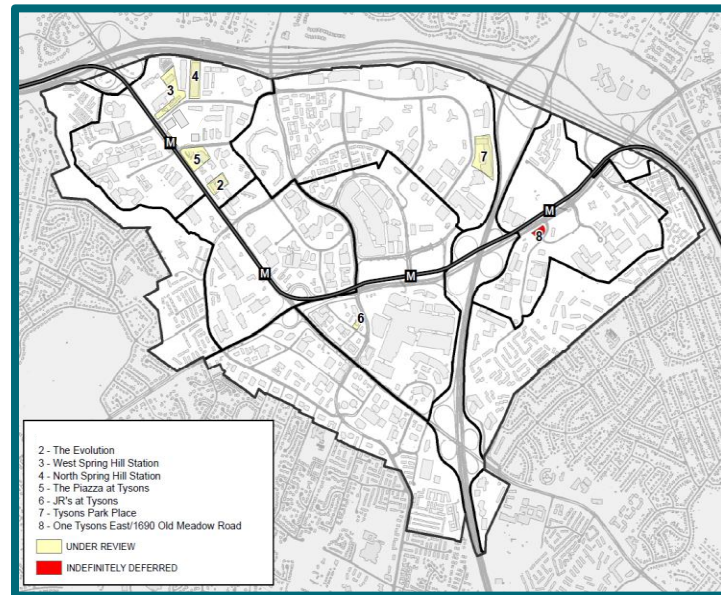 4
3
M
5
7
2
M
8
M
M
6
2 - The Evolution
3 - West Spring Hill Station
4 - North Spring Hill Station
5 - The Piazza at Tysons
6 - JR's at Tysons
7 - Tysons Park Place
8 - One Tysons East/1690 Old Meadow Road
UNDER REVIEW
INDEFINITELY DEFERRED